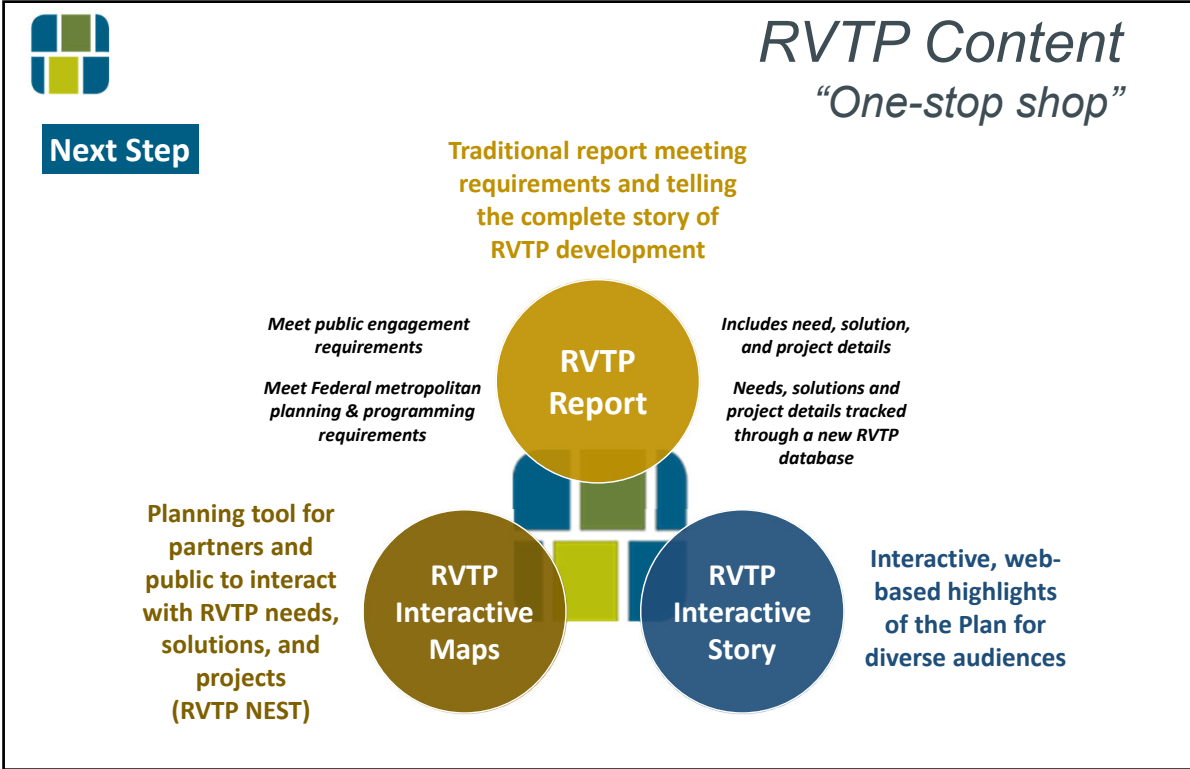 RVTP Content
“One-stop shop”
Next Step
Traditional report meeting
requirements and telling
the complete story of
RVTP development
Meet public engagement
requirements
Meet Federal metropolitan
planning & programming
requirements
RVTP
Report
Includes need, solution,
and project details
Needs, solutions and
project details tracked
through a new RVTP
database
Planning tool for
partners and
public to interact
with RVTP needs,
solutions, and
projects
(RVTP NEST)
RVTP
Interactive
Maps
RVTP
Interactive
Story
Interactive, web-
based highlights
of the Plan for
diverse audiences